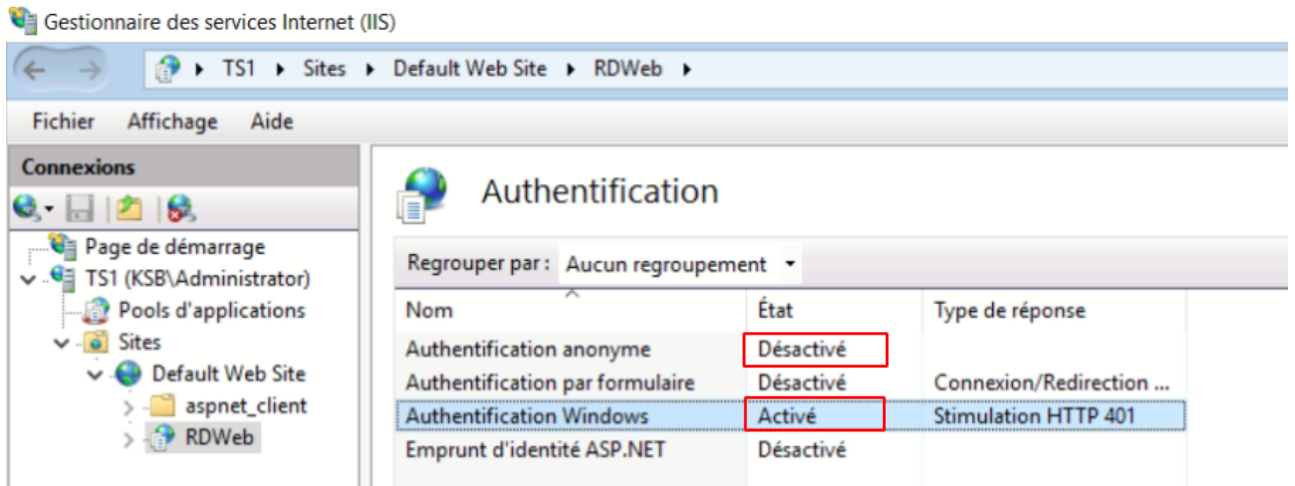 Gestionnaire des services Internet (IIS)
TS1 Sites Default Web Site RDWeb
Fichier Affichage Aide
Connexions
Page de démarrage
TS1 (KSB\Administrator)
Pools d'applications
Sites
Default Web Site
aspnet_client
RDWeb
Authentification
Regrouper par : Aucun regroupement
Nom État Type de réponse
Authentification anonyme Désactivé
Authentification par formulaire Désactivé Connexion/Redirection ...
Authentification Windows Activé Stimulation HTTP 401
Emprunt d'identité ASP.NET Désactivé